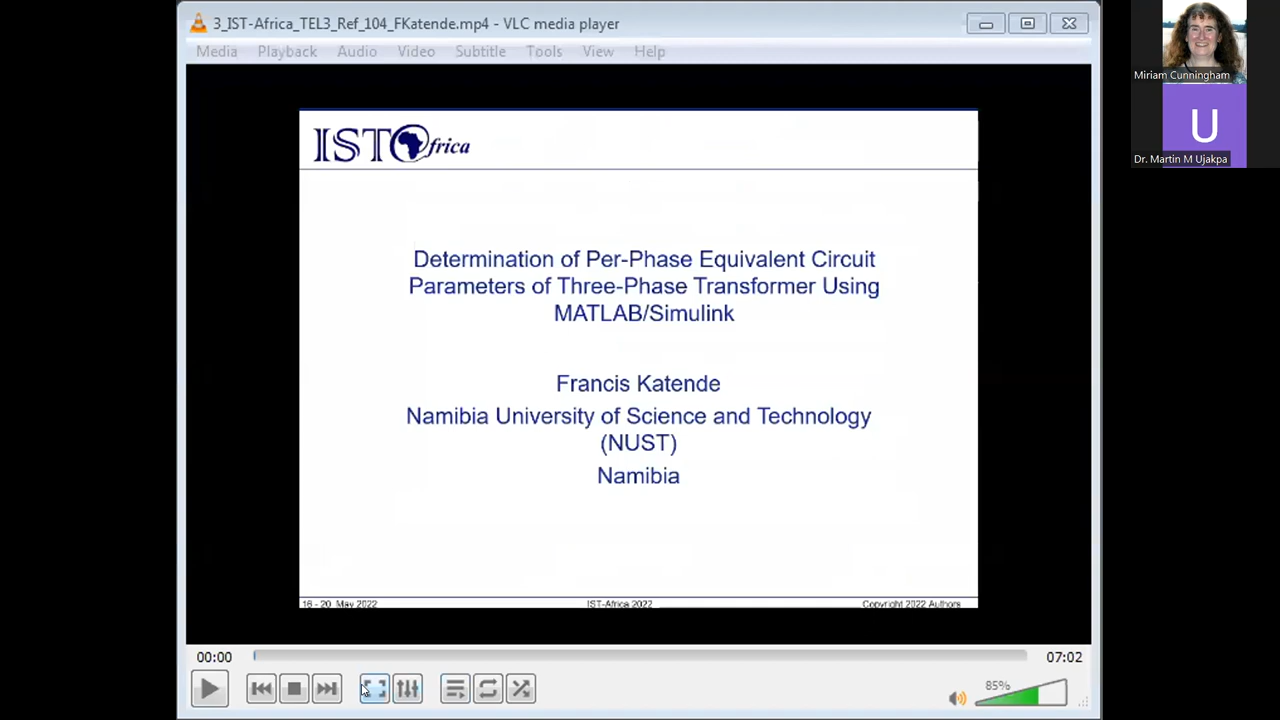 3_IST-Africa_TEL3_Ref_104_FKatende.mp4 - VLC media player
Media Playback Audio Video Subtitle Tools View Help
IST Africa
Determination of Per-Phase Equivalent Circuit
Parameters of Three-Phase Transformer Using
MATLAB/Simulink
Francis Katende
Namibia University of Science and Technology
(NUST)
Namibia
16 - 20 May 2022 IST-Africa 2022 Copyright 2022 Authors
00:00 07:02
85%
Miriam Cunningham
U
Dr. Martin M Ujakpa